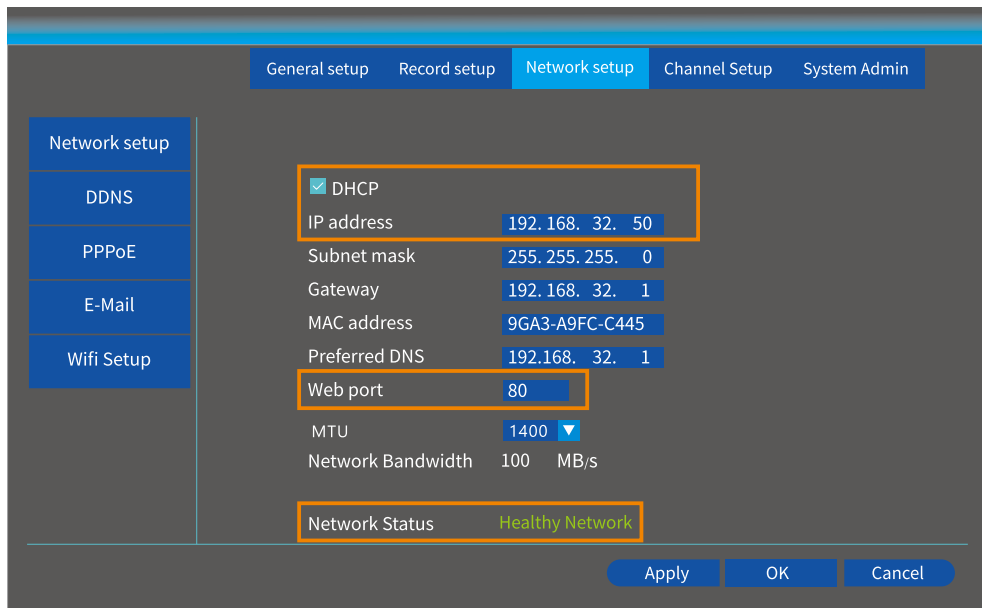 General setup Record setup Network setup Channel Setup System Admin
Network setup
DDNS
PPPoE
E-Mail
Wifi Setup
DHCP
IP address 192. 168. 32. 50
Subnet mask 255. 255. 255. 0
Gateway 192. 168. 32. 1
MAC address 9GA3-A9FC-C445
Preferred DNS 192.168. 32. 1
Web port 80
MTU 1400
Network Bandwidth 100 MB/s
Network Status Healthy Network
Apply OK Cancel